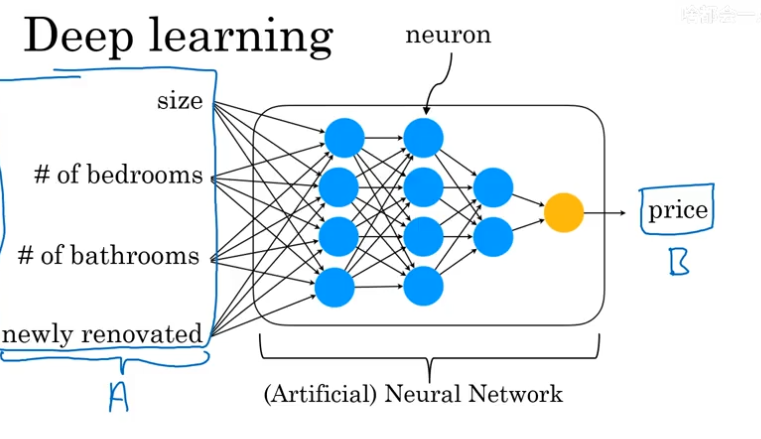 Deep learning
neuron
size
# of bedrooms
# of bathrooms
newly renovated
price
A
B
(Artificial) Neural Network